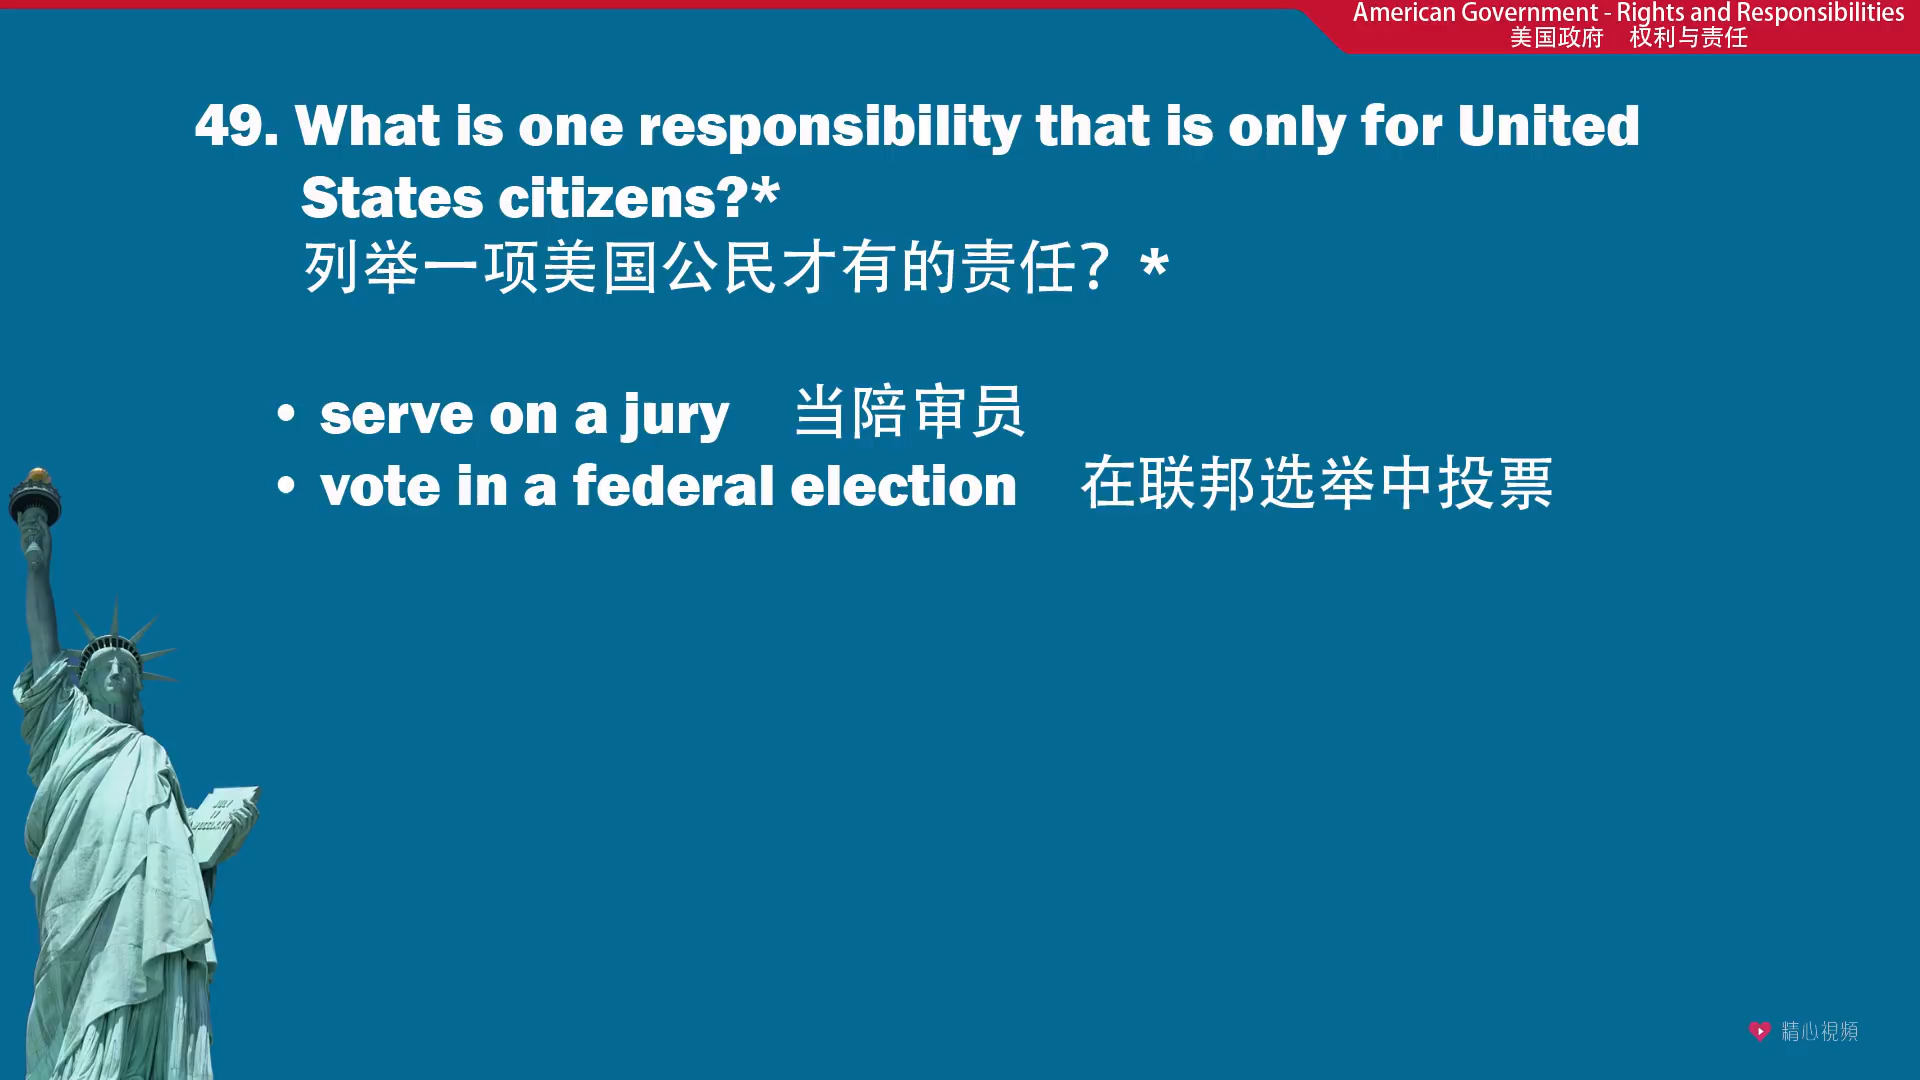 American Government - Rights and Responsibilities
美国政府 权利与责任
49. What is one responsibility that is only for United
States citizens?*
列举一项美国公民才有的责任？*
• serve on a jury 当陪审员
• vote in a federal election 在联邦选举中投票
精心視頻